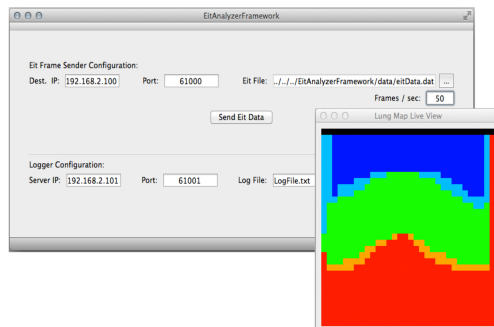 EitAnalyzerFramework
Eit Frame Sender Configuration:
Dest. IP: 192.168.2.100 Port: 61000 Eit File: ../../../EitAnalyzerFramework/data/eitData.dat ...
Frames / sec: 50
Send Eit Data
Lung Map Live View
Logger Configuration:
Server IP: 192.168.2.101 Port: 61001 Log File: LogFile.txt